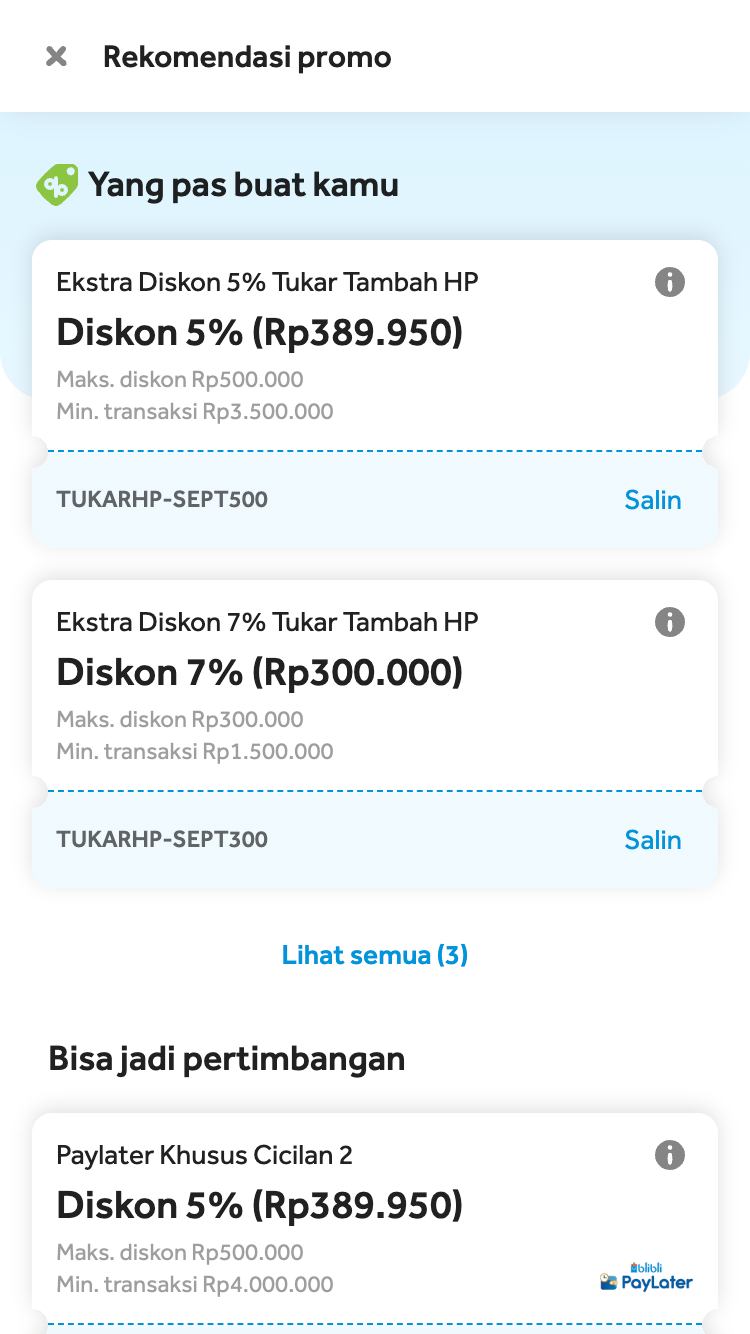 Rekomendasi promo
Yang pas buat kamu
Ekstra Diskon 5% Tukar Tambah HP
Diskon 5% (Rp389.950)
Maks. diskon Rp500.000
Min. transaksi Rp3.500.000
TUKARHP-SEPT500
Salin
Ekstra Diskon 7% Tukar Tambah HP
Diskon 7% (Rp300.000)
Maks. diskon Rp300.000
Min. transaksi Rp1.500.000
TUKARHP-SEPT300
Salin
Lihat semua (3)
Bisa jadi pertimbangan
Paylater Khusus Cicilan 2
Diskon 5% (Rp389.950)
Maks. diskon Rp500.000
Min. transaksi Rp4.000.000
blibli
PayLater